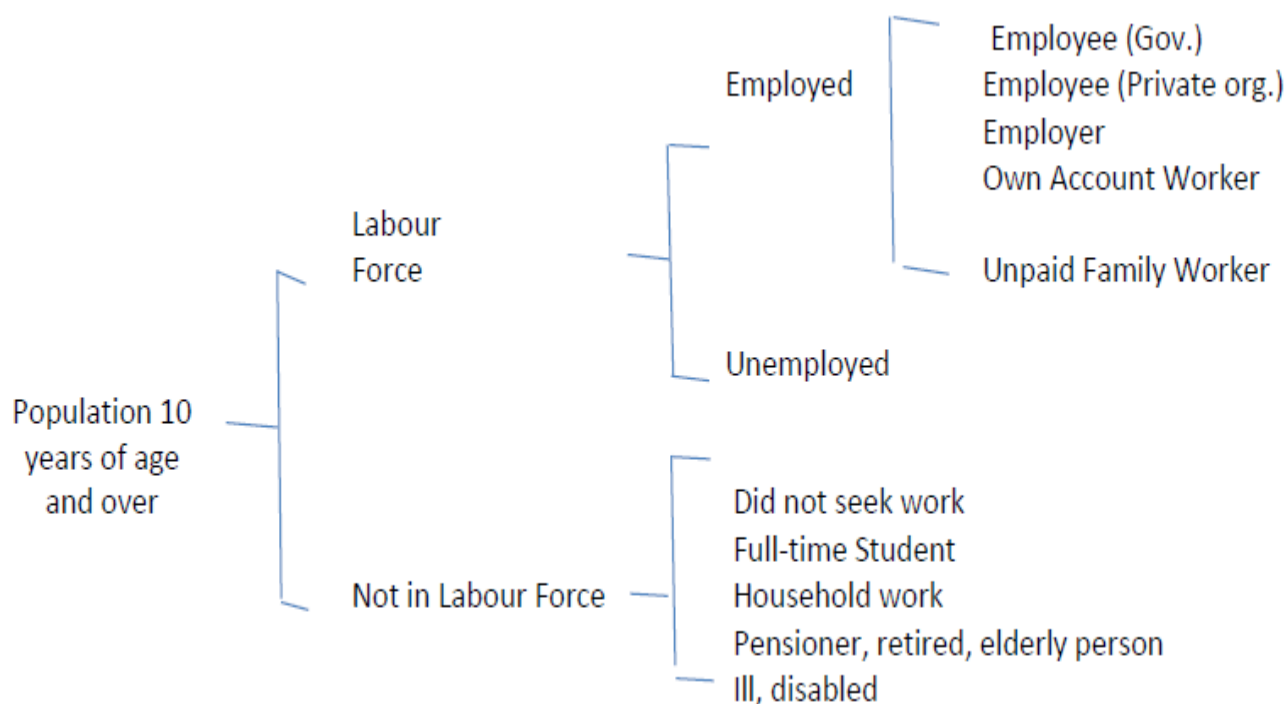 Employee (Gov.)
Employed
Employee (Private org.)
Employer
Own Account Worker
Labour
Force
Unpaid Family Worker
Unemployed
Population 10
years of age
and over
Did not seek work
Full-time Student
Not in Labour Force
Household work
Pensioner, retired, elderly person
Ill, disabled